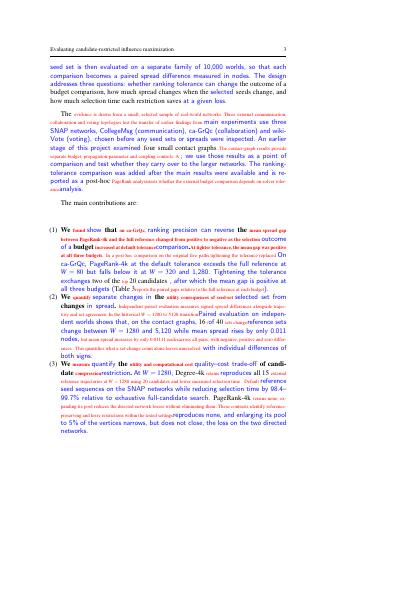 Evaluating candidate-restricted influence maximization 3
seed set is then evaluated on a separate family of 10,000 worlds, so that each
comparison becomes a paired spread difference measured in nodes. The design
addresses three questions: whether ranking tolerance can change the outcome of a
budget comparison, how much spread changes when the selected seeds change, and
how much selection time each restriction saves at a given loss.
The evidence is drawn from a small, selected sample of real-world networks. Three external communication,
collaboration and voting topologies test the transfer of earlier findings from main experiments use three
SNAP networks, CollegeMsg (communication), ca-GrQc (collaboration) and wiki-
Vote (voting), chosen before any seed sets or spreads were inspected. An earlier
stage of this project examined four small contact graphs. The contact-graph results provide
separate budget, propagation-parameter and coupling controls. A ; we use those results as a point of
comparison and test whether they carry over to the larger networks. The ranking-
tolerance comparison was added after the main results were available and is re-
ported as a post-hoc PageRank analysis tests whether the external budget comparison depends on solver toler-
ance analysis.
The main contributions are:
(1) We found show that on ca-GrQc, ranking precision can reverse the mean spread gap
between PageRank-4k and the full reference changed from positive to negative as the selection outcome
of a budget increased at default tolerance comparison. At tighter tolerance, the mean gap was positive
at all three budgets. In this comparison, the fixed paths tightening the tolerance replaced On
ca-GrQc, PageRank-4k at the default tolerance exceeds the full reference at
W = 80 but falls below it at W = 320 and 1,280. Tightening the tolerance
exchanges two of the top 20 candidates , after which the mean gap is positive at
all three budgets (Table 5 reports the paired gaps relative to the full reference at each budget).
(2) We quantify separate changes in the utility consequences of seed-set selected set from
changes in spread. Independent paired evaluation measures signed spread differences alongside trajec-
tory and set agreement. In the historical W = 1280 to 5120 transition Paired evaluation on indepen-
dent worlds shows that, on the contact graphs, 16 of 40 sets change reference sets
change between W = 1280 and 5,120 while mean spread rises by only 0.011
nodes, but mean spread increases by only 0.0111 nodes across all pairs, with negative, positive and zero differ-
ences. This quantifies what a set-change count alone leaves unresolved with individual differences of
both signs.
(3) We measure quantify the utility and computational cost quality–cost trade-off of candi-
date compression restriction. At W = 1280, Degree-4k retains reproduces all 15 external
reference trajectories at W = 1280 using 20 candidates and lower measured selection time. Default reference
seed sequences on the SNAP networks while reducing selection time by 98.4–
99.7% relative to exhaustive full-candidate search. PageRank-4k retains none; ex-
panding its pool reduces the detected network losses without eliminating them. These contrasts identify reference-
preserving and lossy restrictions within the tested settings reproduces none, and enlarging its pool
to 5% of the vertices narrows, but does not close, the loss on the two directed
networks.